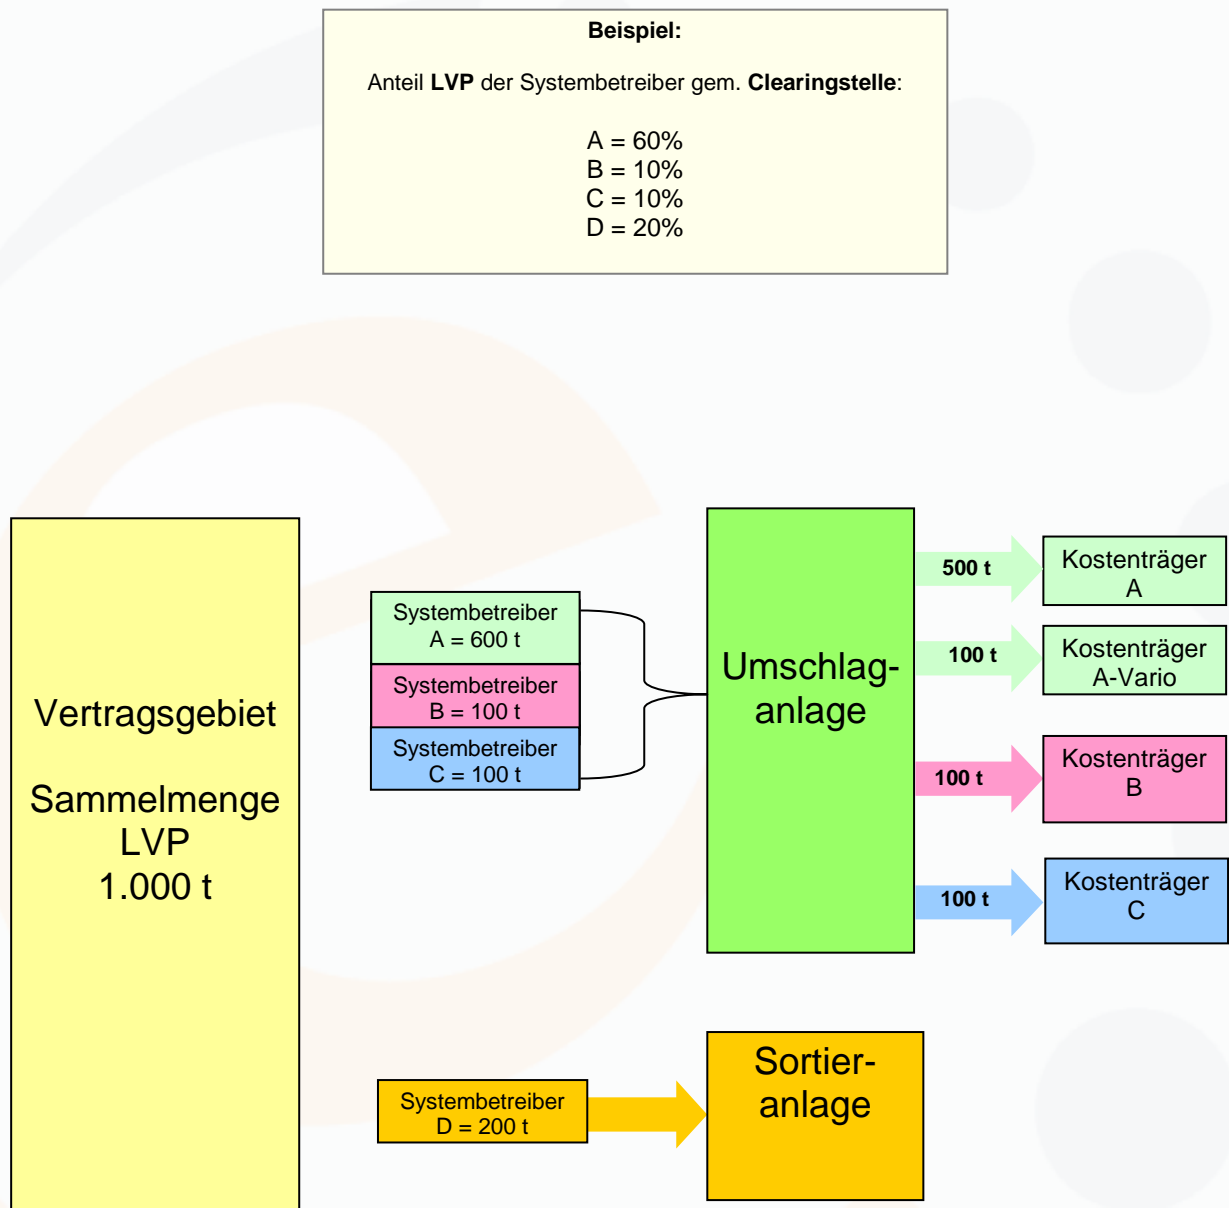 Beispiel:
Anteil LVP der Systembetreiber gem. Clearingstelle:
A = 60%
B = 10%
C = 10%
D = 20%
Vertragsgebiet
Sammelmenge
LVP
1.000 t
Systembetreiber
A = 600 t
Systembetreiber
B = 100 t
Systembetreiber
C = 100 t
Umschlag-
anlage
500 t
Kostenträger
A
100 t
Kostenträger
A-Vario
100 t
Kostenträger
B
100 t
Kostenträger
C
Systembetreiber
D = 200 t
Sortier-
anlage